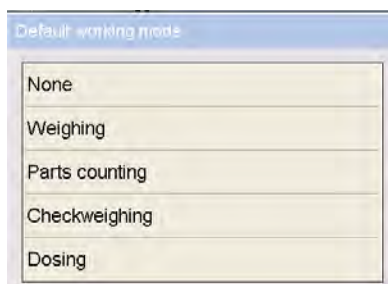 Default working mode
None
Weighing
Parts counting
Checkweighing
Dosing